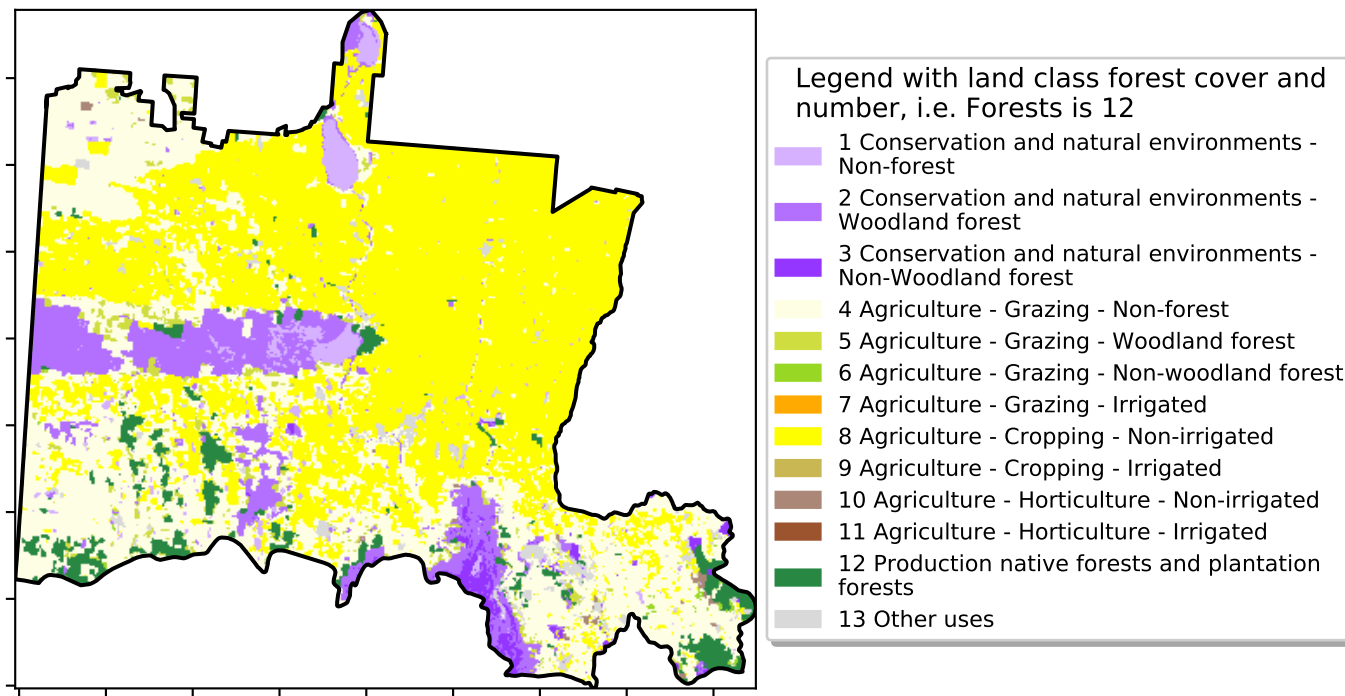 Legend with land class forest cover and
number, i.e. Forests is 12
1 Conservation and natural environments -
Non-forest
2 Conservation and natural environments -
Woodland forest
3 Conservation and natural environments -
Non-Woodland forest
4 Agriculture - Grazing - Non-forest
5 Agriculture - Grazing - Woodland forest
6 Agriculture - Grazing - Non-woodland forest
7 Agriculture - Grazing - Irrigated
8 Agriculture - Cropping - Non-irrigated
9 Agriculture - Cropping - Irrigated
10 Agriculture - Horticulture - Non-irrigated
11 Agriculture - Horticulture - Irrigated
12 Production native forests and plantation
forests
13 Other uses